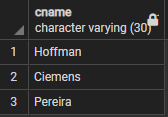 cname
character varying (30)
1 Hoffman
2 Clemens
3 Pereira